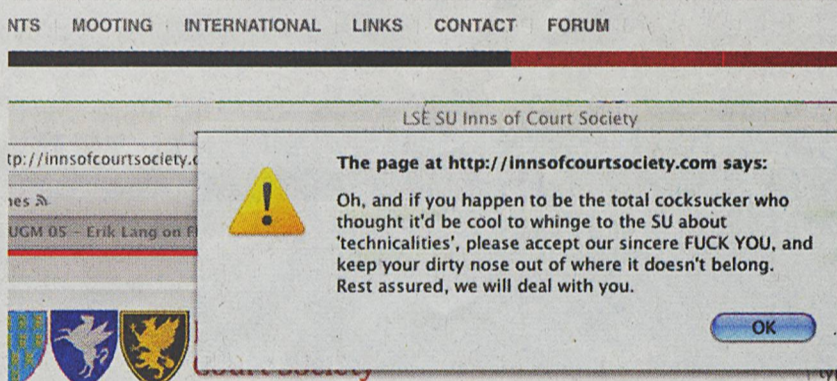 NTS MOOTING INTERNATIONAL LINKS CONTACT FORUM
LSE SU Inns of Court Society
tp://innsofcourtsociety.c
nes
UGM 05 – Erik Lang on F
The page at http://innsofcourtsociety.com says:
Oh, and if you happen to be the total cocksucker who
thought it'd be cool to whinge to the SU about
'technicalities', please accept our sincere FUCK YOU, and
keep your dirty nose out of where it doesn't belong.
Rest assured, we will deal with you.
OK
Court Society